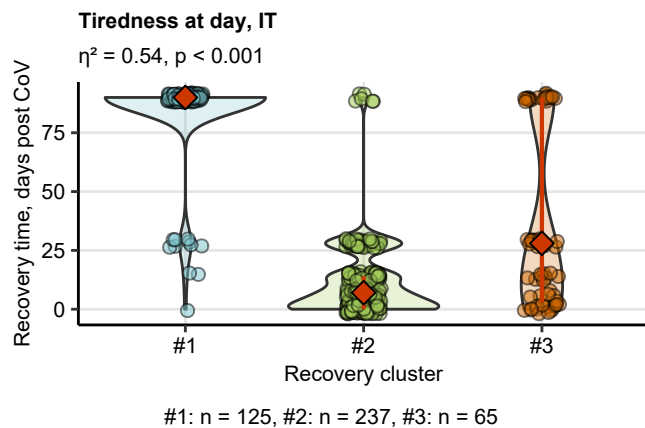 Tiredness at day, IT
η² = 0.54, p < 0.001
Recovery time, days post CoV
75
50
25
0
#1
#2
#3
Recovery cluster
#1: n = 125, #2: n = 237, #3: n = 65